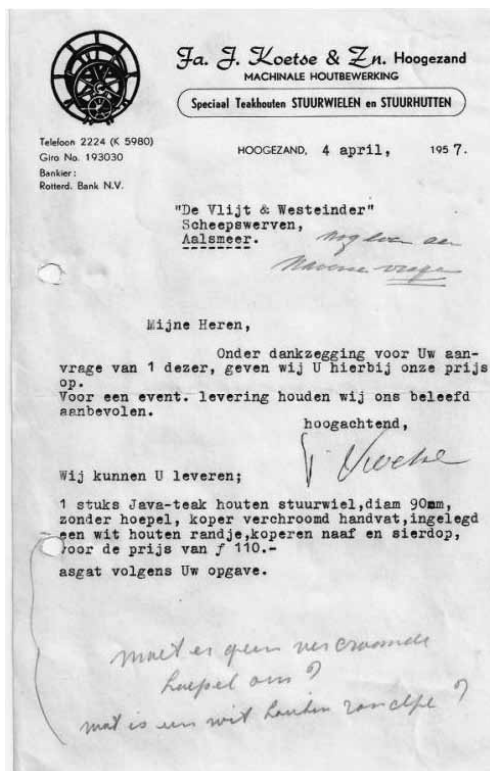 Fa. J. Koetse & Zn. Hoogezand
MACHINALE HOUTBEWERKING
Speciaal Teakhouten STUURWIELEN en STUURHUTTEN
Telefoon 2224 (K 5980)
Giro No. 193030
Bankier:
Rotterd. Bank N.V.
HOOGEZAND, 4 april, 1957.
"De Vlijt & Westeinder"
Scheepswerven,
Aalsmeer.
nog even aan
vragen
Mijne Heren,
Onder dankzegging voor Uw aan-
vrage van 1 dezer, geven wij U hierbij onze prijs
op.
Voor een event. levering houden wij ons beleefd
aanbevolen.
hoogachtend,
Wij kunnen U leveren;
1 stuks Java-teak houten stuurwiel,diam 90mm,
zonder hoepel, koper verchroomd handvat,ingelegd
een wit houten randje,koperen naaf en sierdop,
voor de prijs van ƒ 110.-
asgat volgens Uw opgave.
moet er geen vercroomde
hoepel om?
wat is een wit houten randtje?